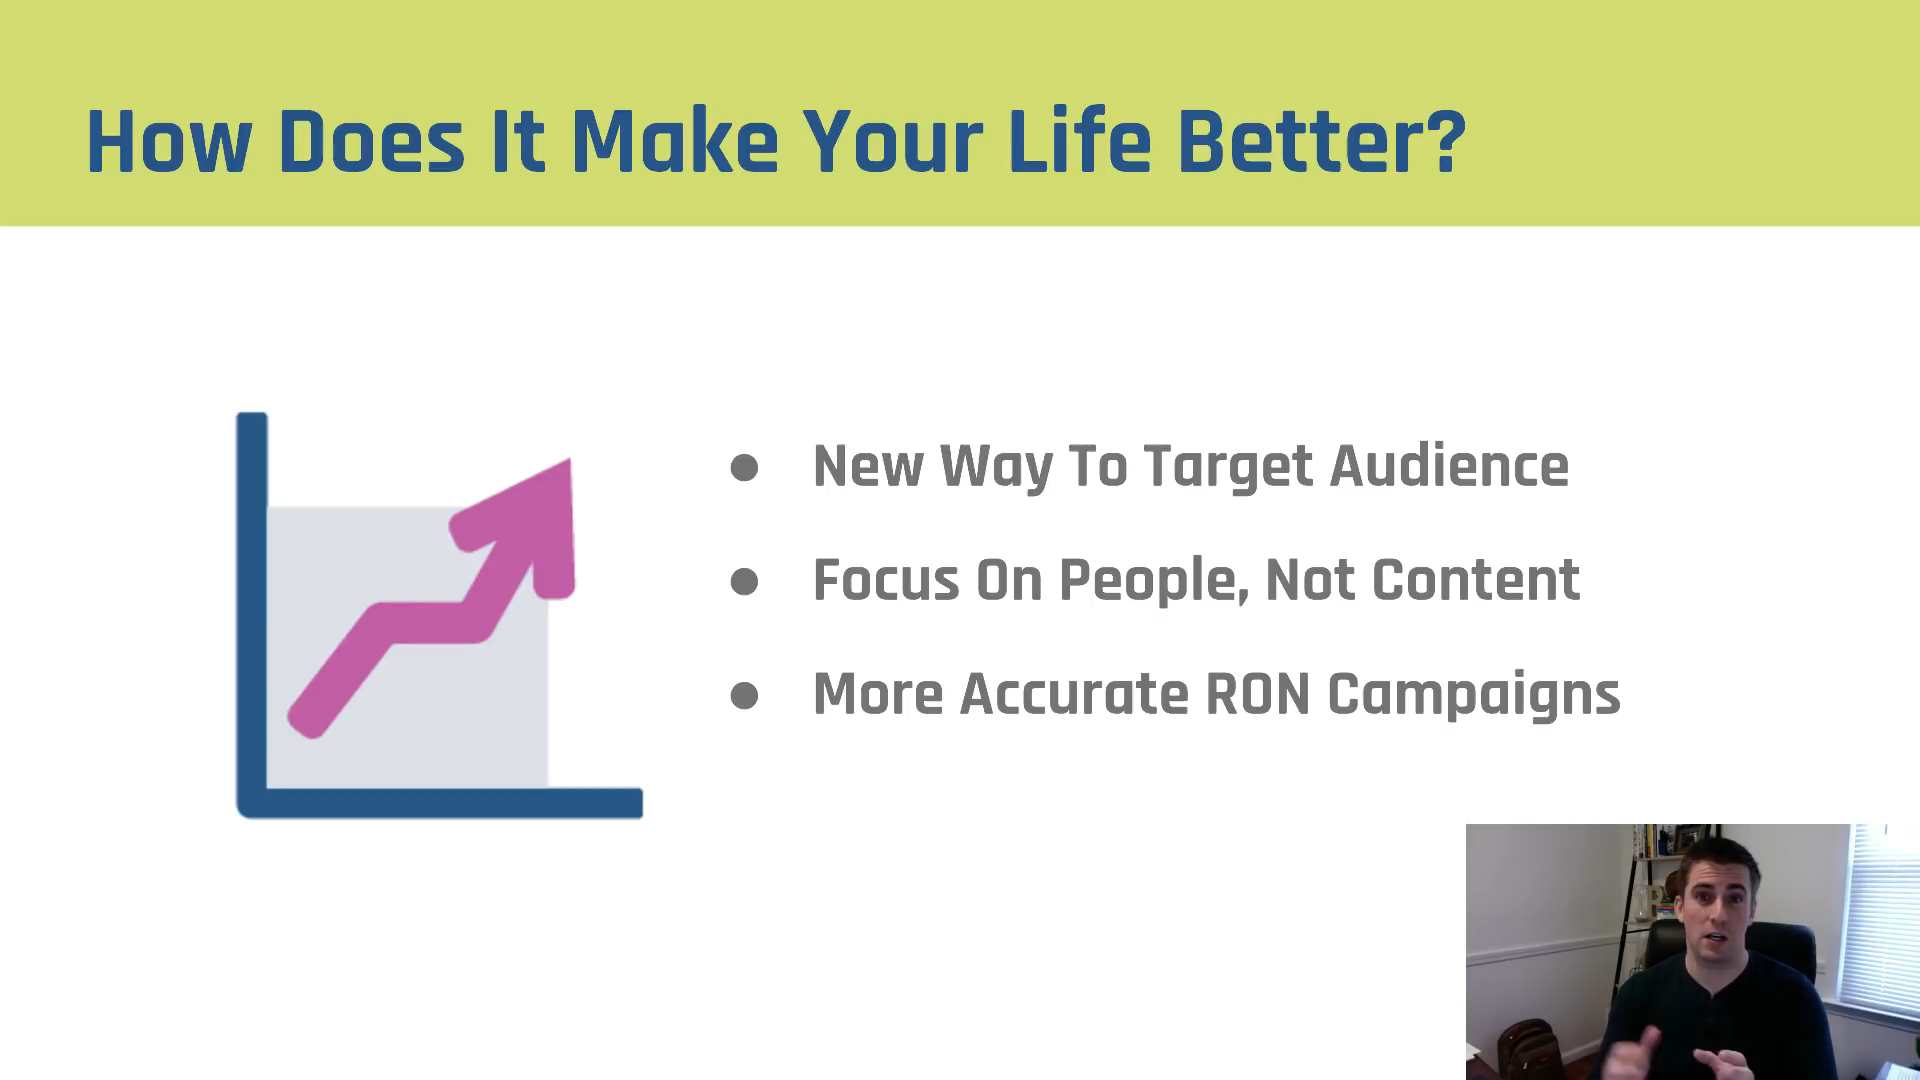 How Does It Make Your Life Better?
● New Way To Target Audience
● Focus On People, Not Content
● More Accurate RON Campaigns